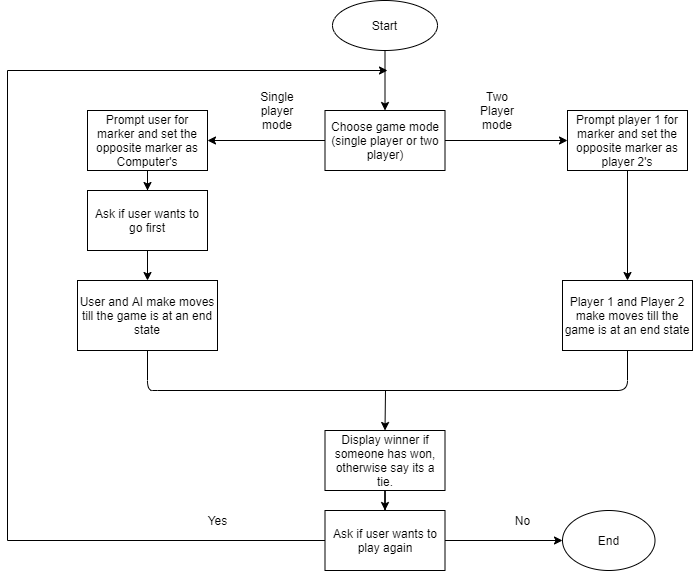 Start
Single
player
mode
Two
Player
mode
Prompt user for
marker and set the
opposite marker as
Computer's
Choose game mode
(single player or two
player)
Prompt player 1 for
marker and set the
opposite marker as
player 2's
Ask if user wants to
go first
User and AI make moves
till the game is at an end
state
Player 1 and Player 2
make moves till the
game is at an end state
Display winner if
someone has won,
otherwise say its a
tie.
Yes
No
Ask if user wants to
play again
End